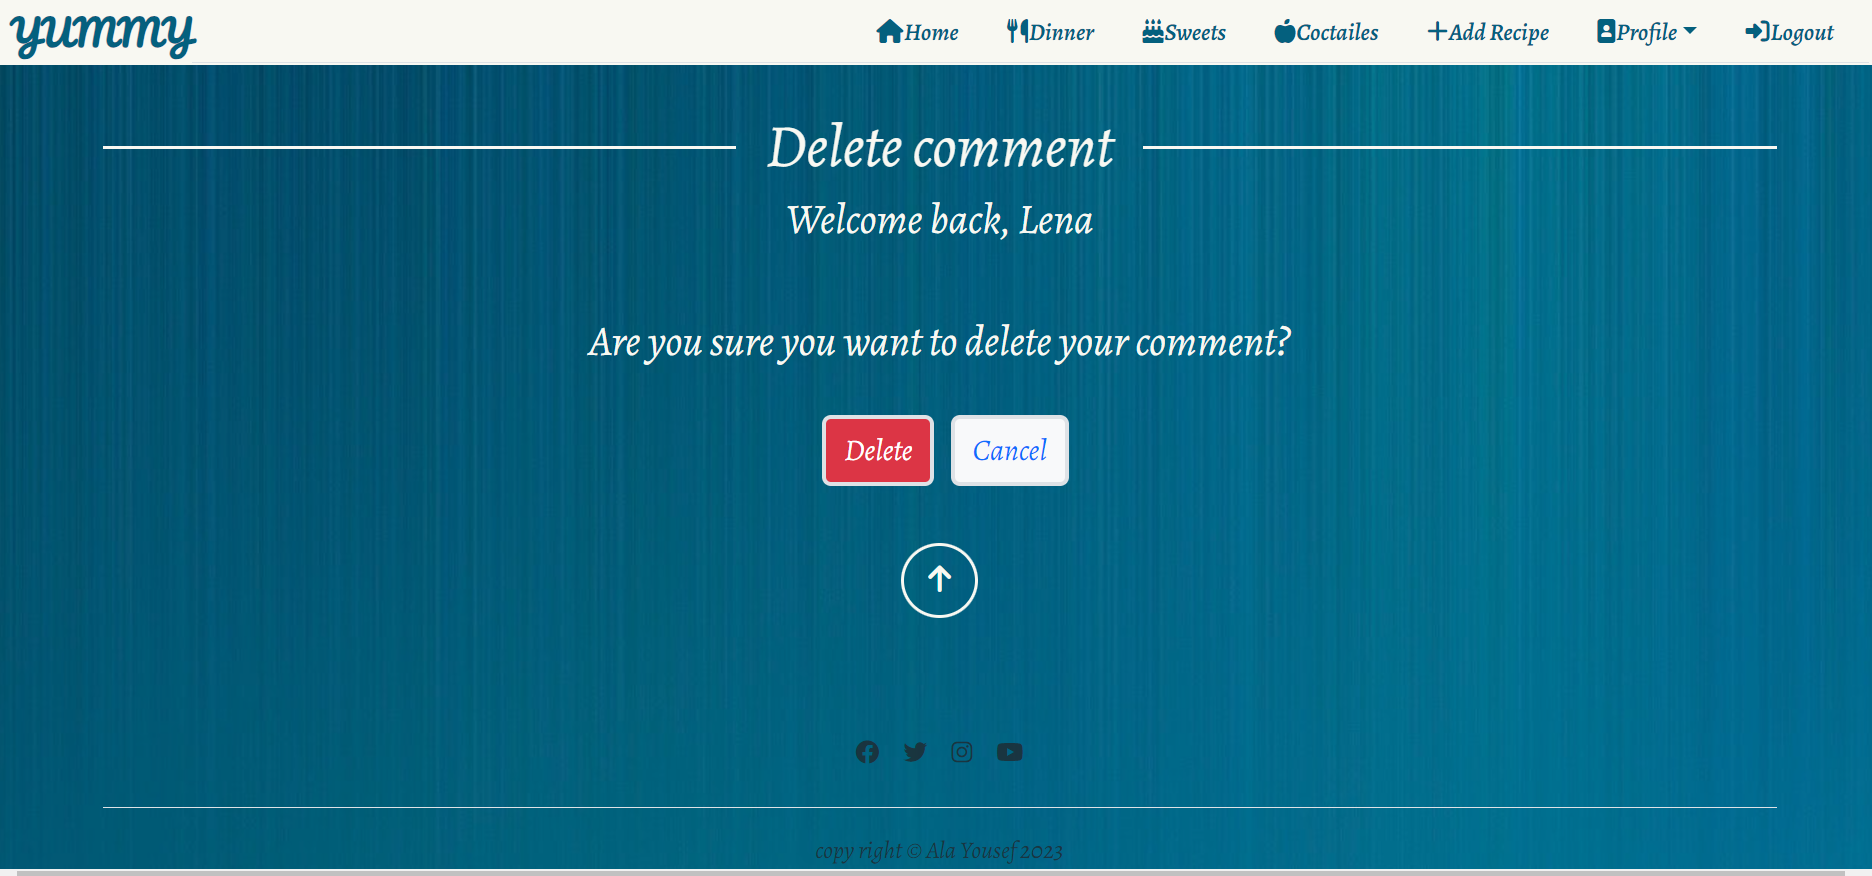 yummy
Home Dinner Sweets Coctailes Add Recipe Profile Logout
Delete comment
Welcome back, Lena
Are you sure you want to delete your comment?
Delete Cancel
copy right © Ala Yousef 2023